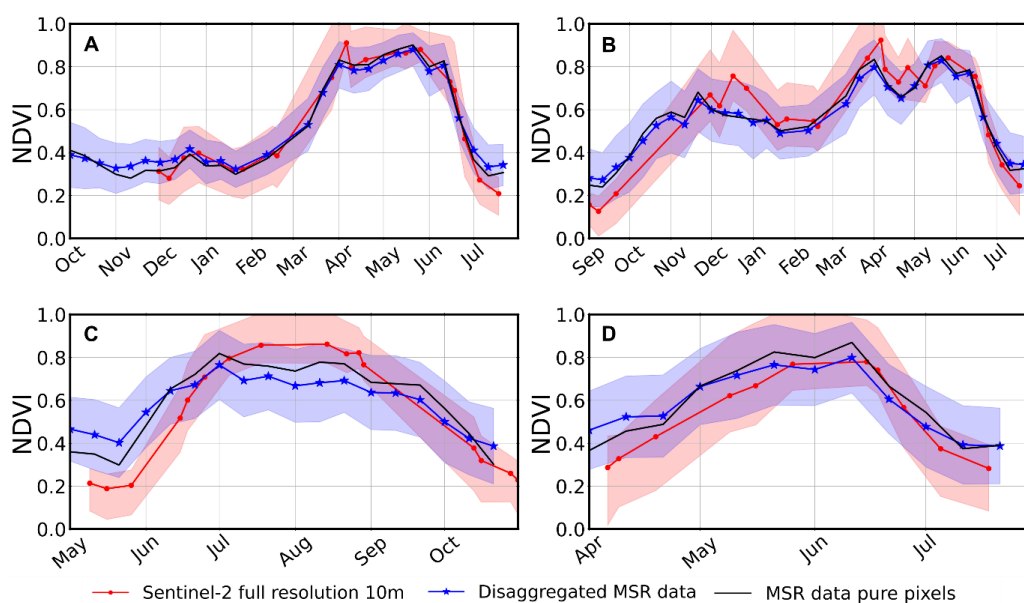 1.0
0.8
0.6
0.4
0.2
0.0
NDVI
A
Oct
Nov
Dec
Jan
Feb
Mar
Apr
May
Jun
Jul
1.0
0.8
0.6
0.4
0.2
0.0
NDVI
B
Sep
Oct
Nov
Dec
Jan
Feb
Mar
Apr
May
Jun
Jul
1.0
0.8
0.6
0.4
0.2
0.0
NDVI
C
May
Jun
Jul
Aug
Sep
Oct
1.0
0.8
0.6
0.4
0.2
0.0
NDVI
D
Apr
May
Jun
Jul
Sentinel-2 full resolution 10m
Disaggregated MSR data
MSR data pure pixels